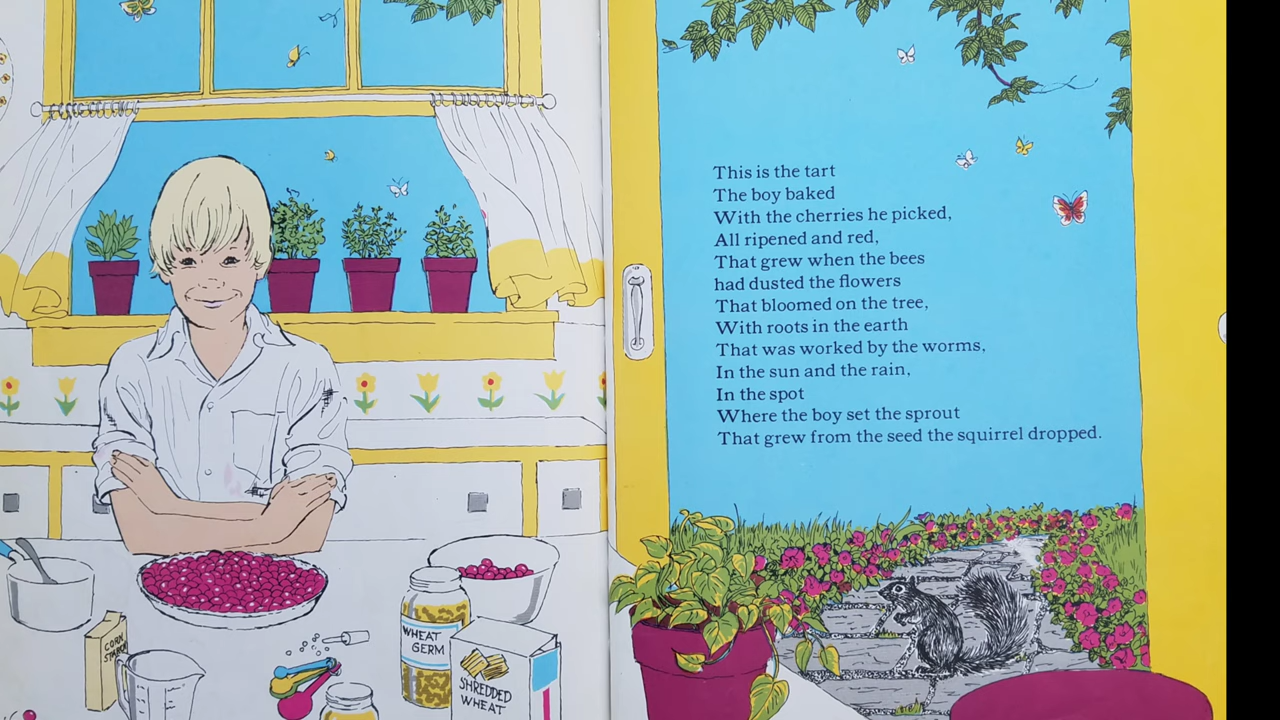 This is the tart
The boy baked
With the cherries he picked,
All ripened and red,
That grew when the bees
had dusted the flowers
That bloomed on the tree,
With roots in the earth
That was worked by the worms,
In the sun and the rain,
In the spot
Where the boy set the sprout
That grew from the seed the squirrel dropped.
CORN
STARCH
WHEAT
GERM
SHREDDED
WHEAT